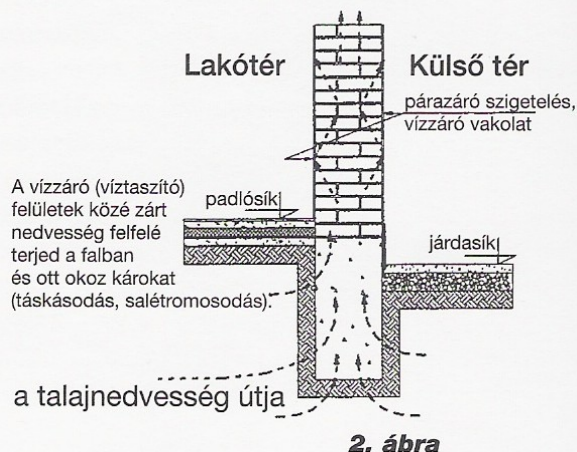 Lakótér
Külső tér
párazáró szigetelés,
vízzáró vakolat
A vízzáró (víztaszító)
felületek közé zárt
nedvesség felfelé
terjed a falban
és ott okoz károkat
(táskásodás, salétromosodás).
padlósík
járdasík
a talajnedvesség útja
2. ábra